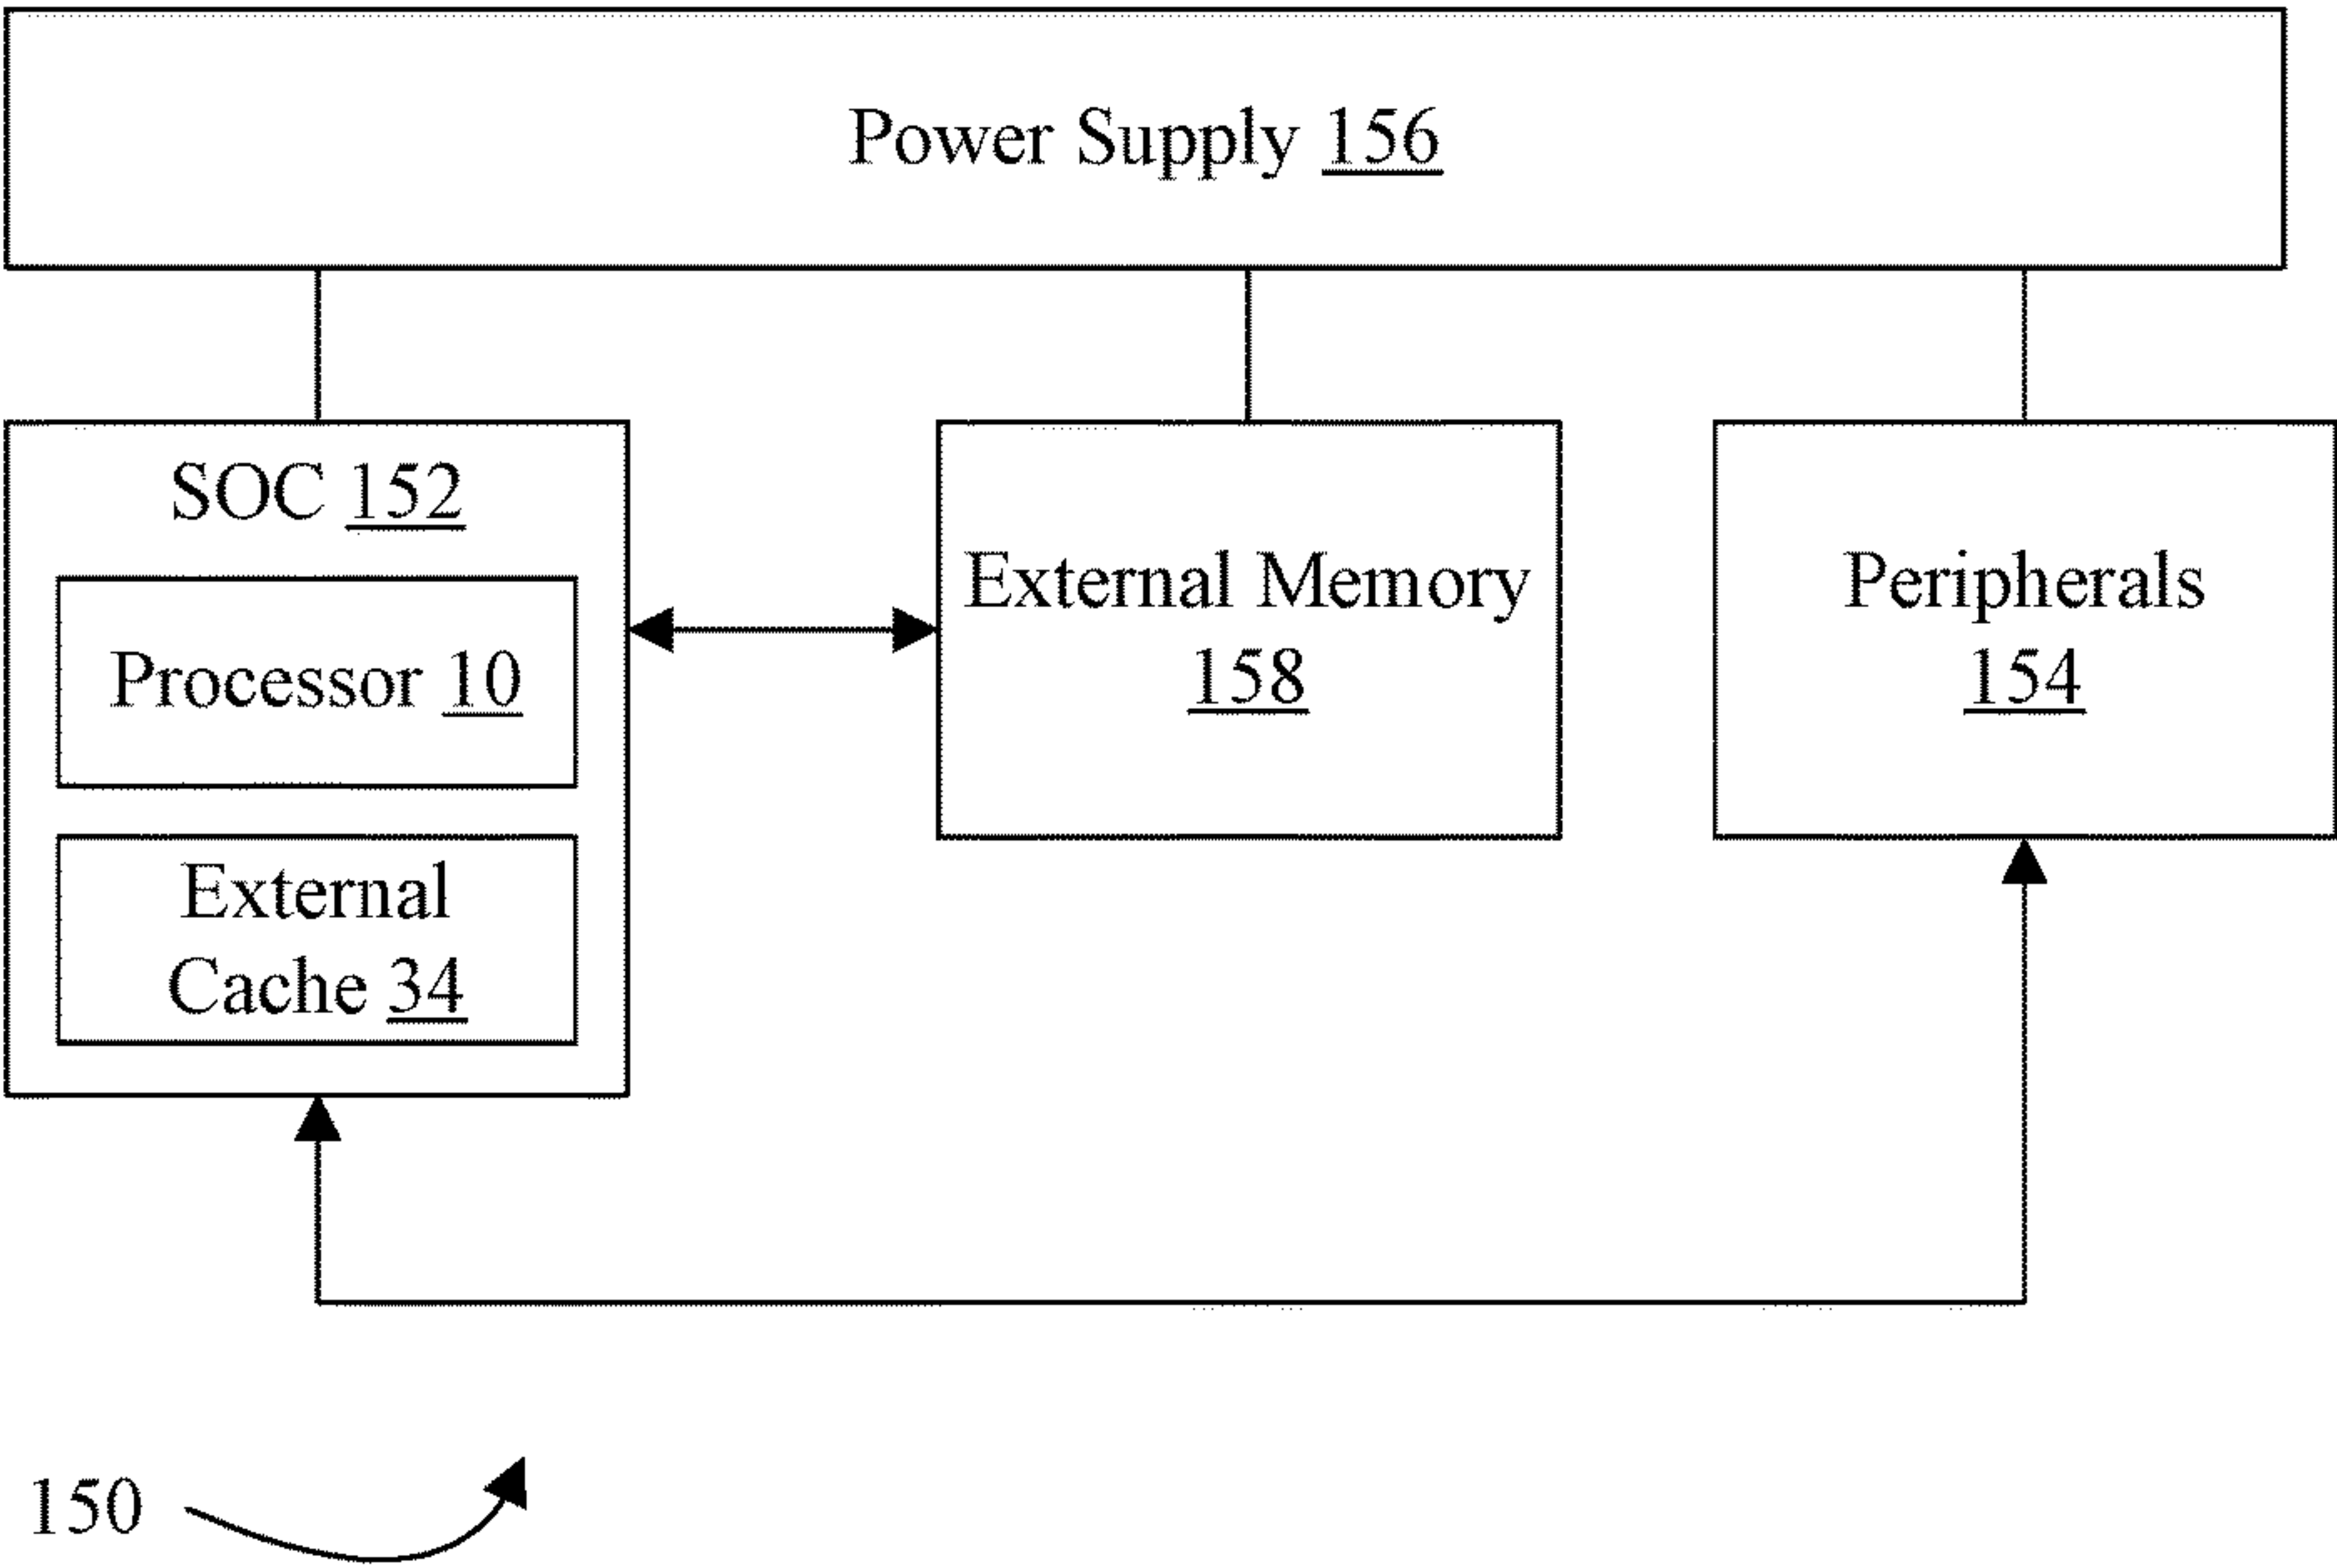 Power Supply 156
SOC 152
Processor 10
External
Cache 34
External Memory
158
Peripherals
154
150